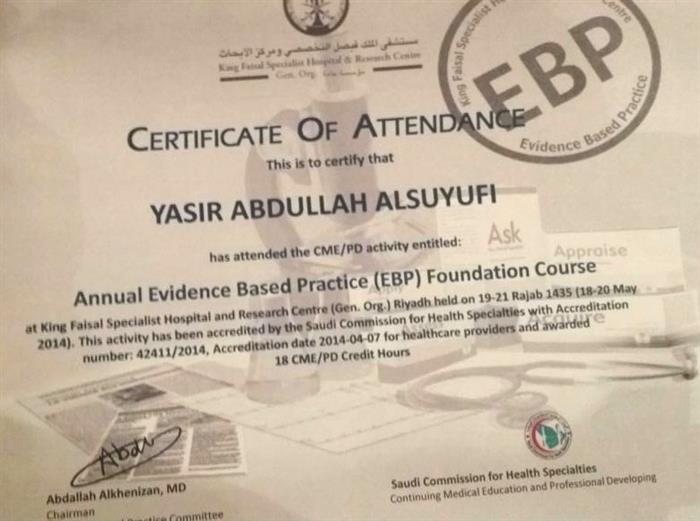 مستشفى الملك فيصل التخصصي ومركز الأبحاث
King Faisal Specialist Hospital & Research Centre
Gen. Org. مؤسسة عامة
King Faisal Specialist Centre
EBP
Evidence Based Practice
CERTIFICATE OF ATTENDANCE
This is to certify that
YASIR ABDULLAH ALSUYUFI
has attended the CME/PD activity entitled:
Ask
Appraise
Annual Evidence Based Practice (EBP) Foundation Course
at King Faisal Specialist Hospital and Research Centre (Gen. Org.) Riyadh held on 19-21 Rajab 1435 (18-20 May
2014). This activity has been accredited by the Saudi Commission for Health Specialties with Accreditation
Acquire
number: 42411/2014, Accreditation date 2014-04-07 for healthcare providers and awarded
18 CME/PD Credit Hours
Abdallah Alkhenizan, MD
Chairman
Practice Committee
Saudi Commission for Health Specialties
Continuing Medical Education and Professional Developing